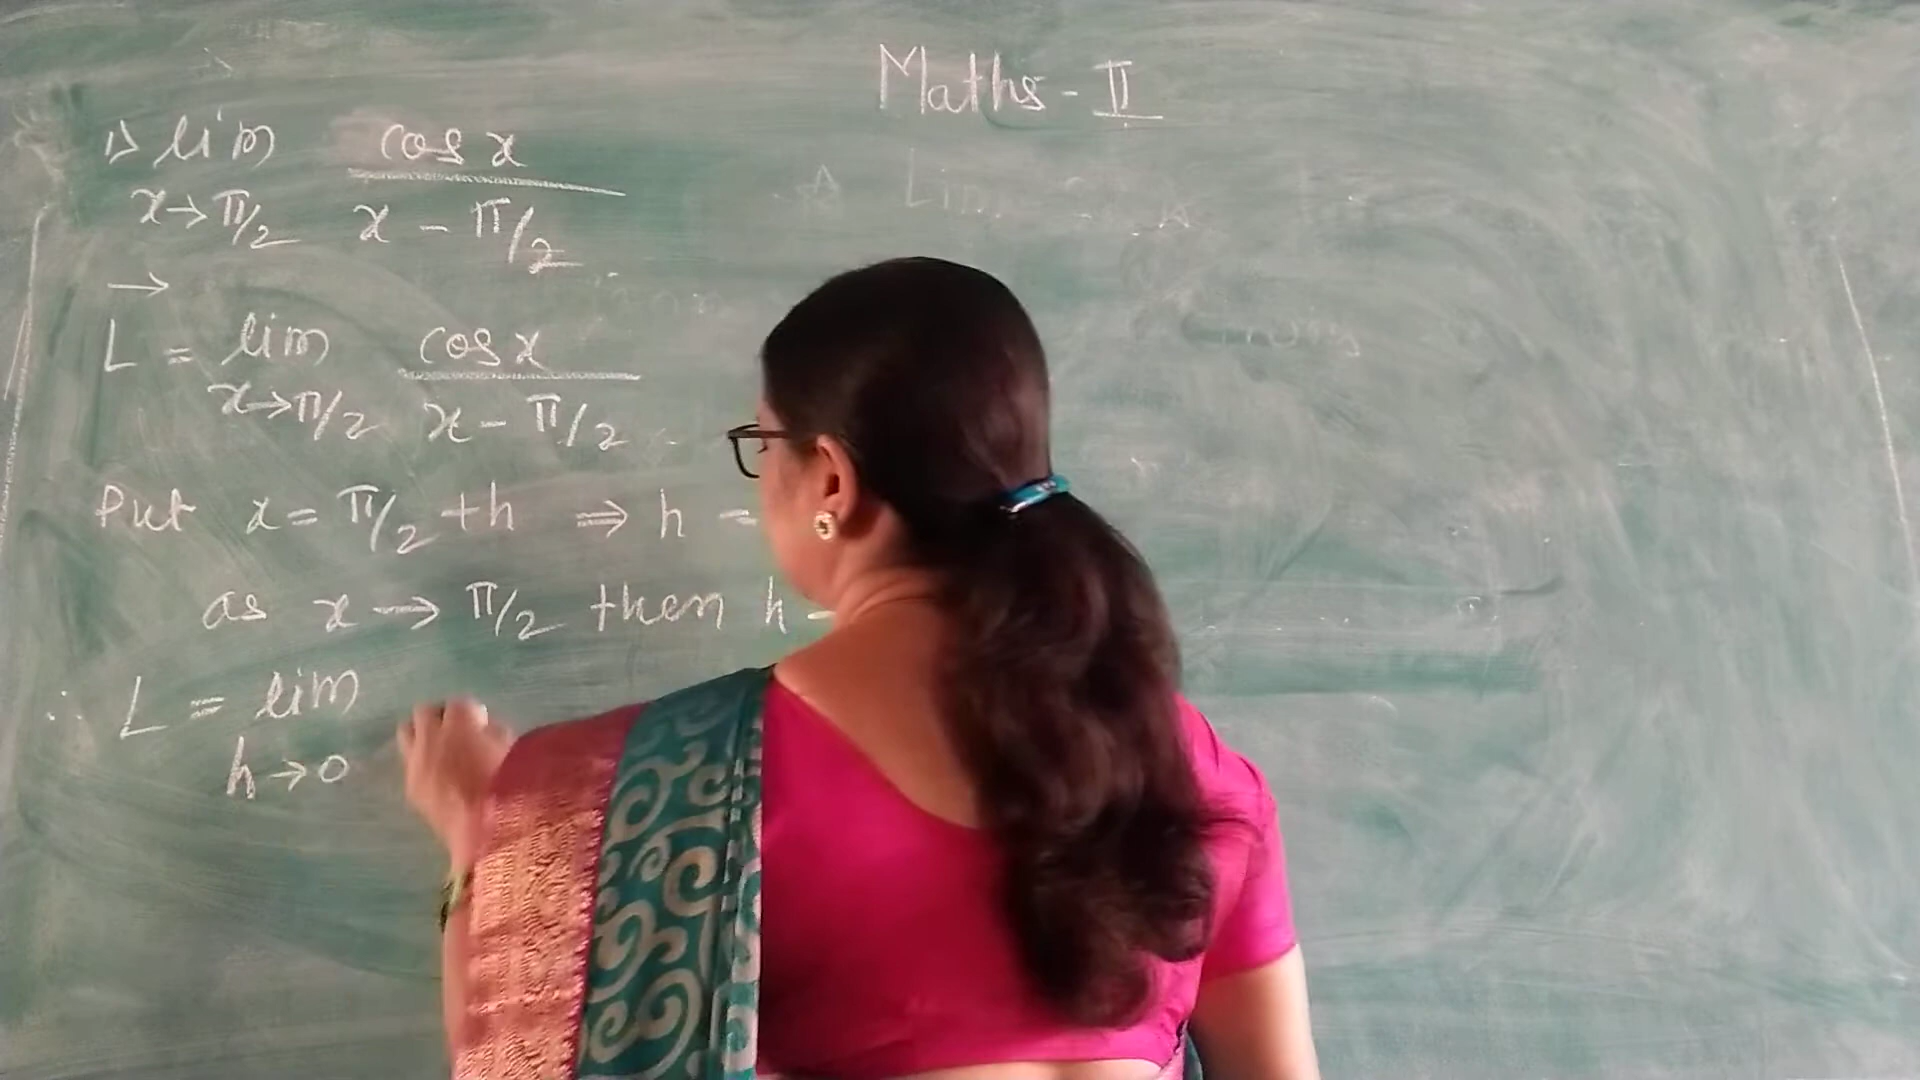 Maths - II
1) lim cos x
x→π/2 x - π/2
→
L = lim cos x
x→π/2 x - π/2
Put x = π/2 + h ⇒ h =
as x → π/2 then h
∴ L = lim
h→0